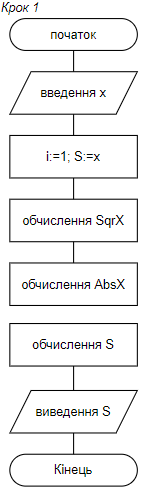 Крок 1
початок
введення x
i:=1; S:=x
обчислення SqrX
обчислення AbsX
обчислення S
виведення S
Кінець